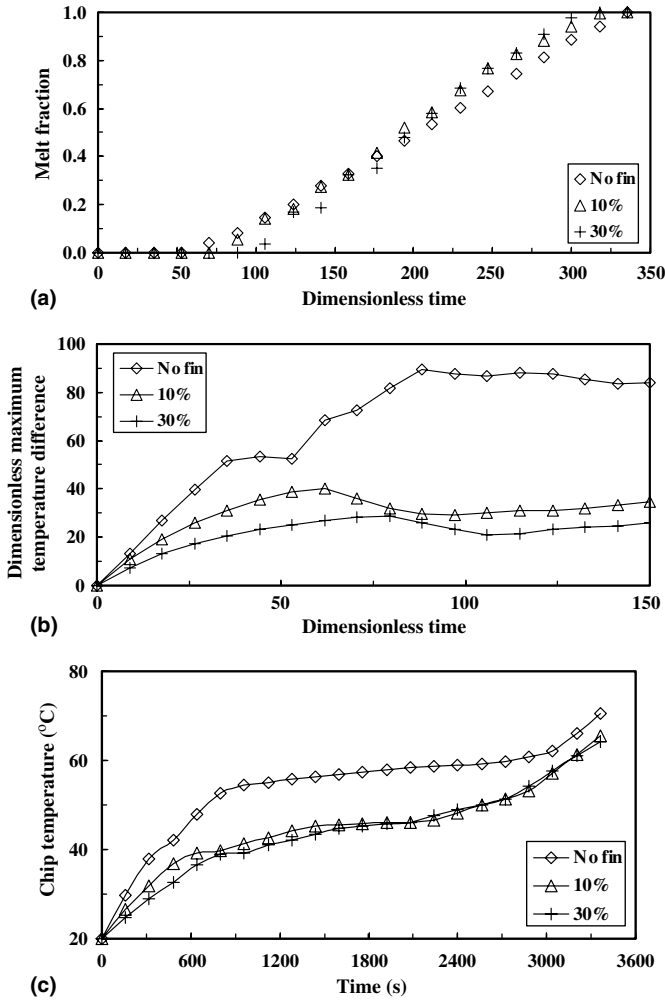 1.0
0.8
0.6
0.4
0.2
0.0
Melt fraction
No fin
10%
30%
0 50 100 150 200 250 300 350
Dimensionless time
(a)
100
80
60
40
20
0
Dimensionless maximum
temperature difference
No fin
10%
30%
0 50 100 150
Dimensionless time
(b)
80
60
40
20
Chip temperature (°C)
No fin
10%
30%
0 600 1200 1800 2400 3000 3600
Time (s)
(c)